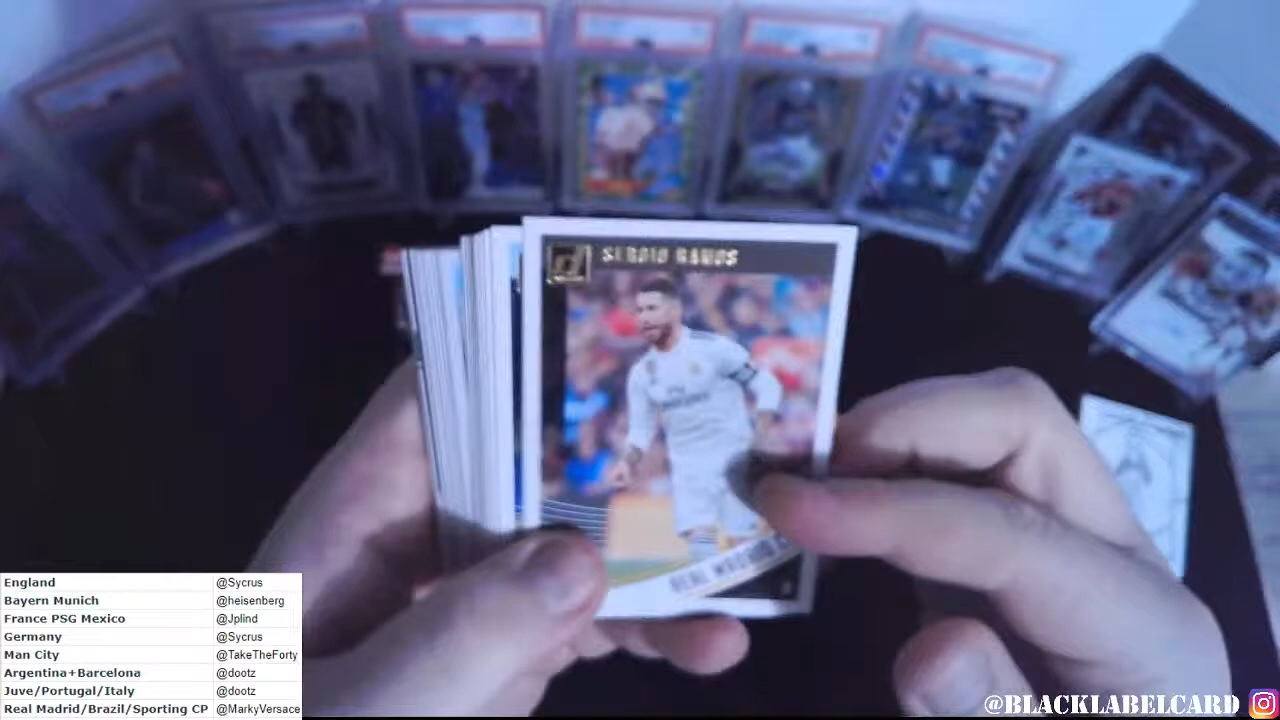 SERGIO RAMOS
REAL MADRID
England @Sycrus
Bayern Munich @heisenberg
France PSG Mexico @Jplind
Germany @Sycrus
Man City @TakeTheForty
Argentina+Barcelona @dootz
Juve/Portugal/Italy @dootz
Real Madrid/Brazil/Sporting CP @MarkyVersace
@BLACKLABELCARD